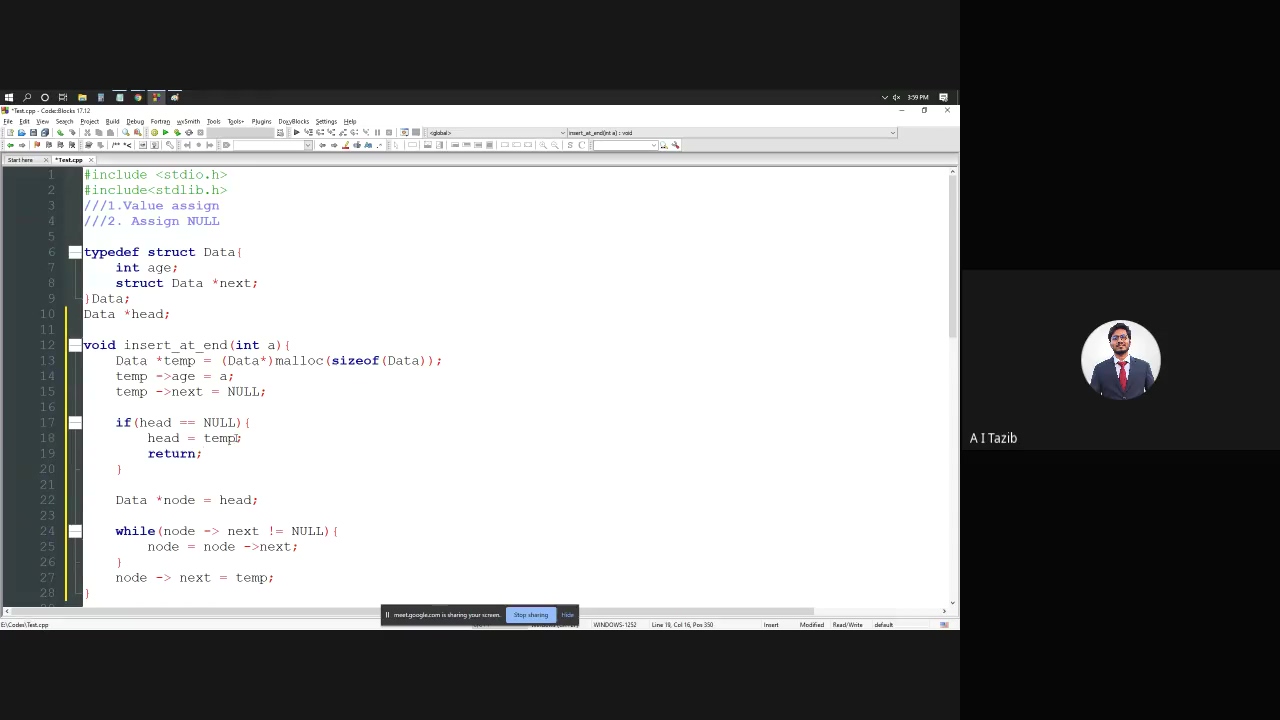 3:59 PM
*Test.cpp - Code::Blocks 17.12
File Edit View Search Project Build Debug Fortran wxSmith Tools Tools+ Plugins DoxyBlocks Settings Help
<global> insert_at_end(int a) : void
Start here *Test.cpp
1 #include <stdio.h>
2 #include<stdlib.h>
3 ///1.Value assign
4 ///2. Assign NULL
5
6 typedef struct Data{
7 int age;
8 struct Data *next;
9 }Data;
10 Data *head;
11
12 void insert_at_end(int a){
13 Data *temp = (Data*)malloc(sizeof(Data));
14 temp ->age = a;
15 temp ->next = NULL;
16
17 if(head == NULL){
18 head = temp;
19 return;
20 }
21
22 Data *node = head;
23
24 while(node -> next != NULL){
25 node = node ->next;
26 }
27 node -> next = temp;
28 }
meet.google.com is sharing your screen. Stop sharing Hide
E:\Codes\Test.cpp WINDOWS-1252 Line 19, Col 16, Pos 350 Insert Modified Read/Write default
A I Tazib